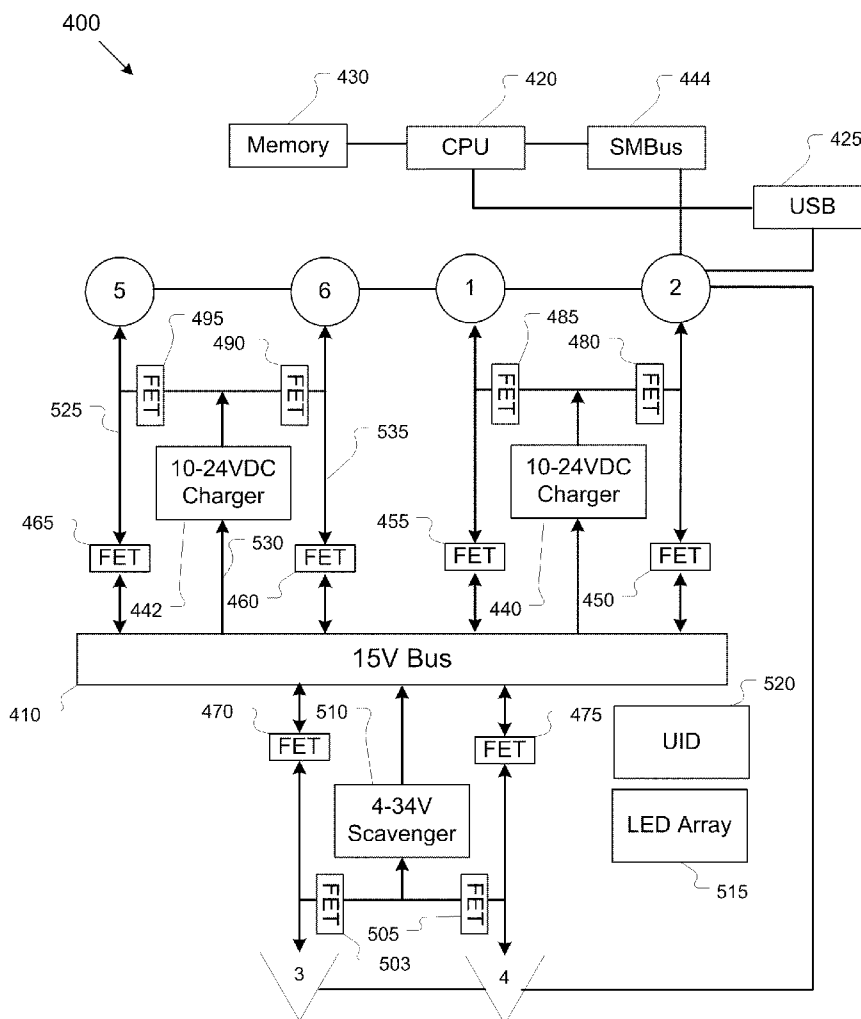 400
430
420
444
425
Memory
CPU
SMBus
USB
5
6
1
2
495
490
485
480
FET
FET
FET
FET
525
535
10-24VDC
Charger
10-24VDC
Charger
465
455
FET
530
FET
FET
FET
442
460
440
450
15V Bus
410
470
510
475
520
FET
FET
UID
4-34V
Scavenger
LED Array
FET
FET
515
505
503
3
4